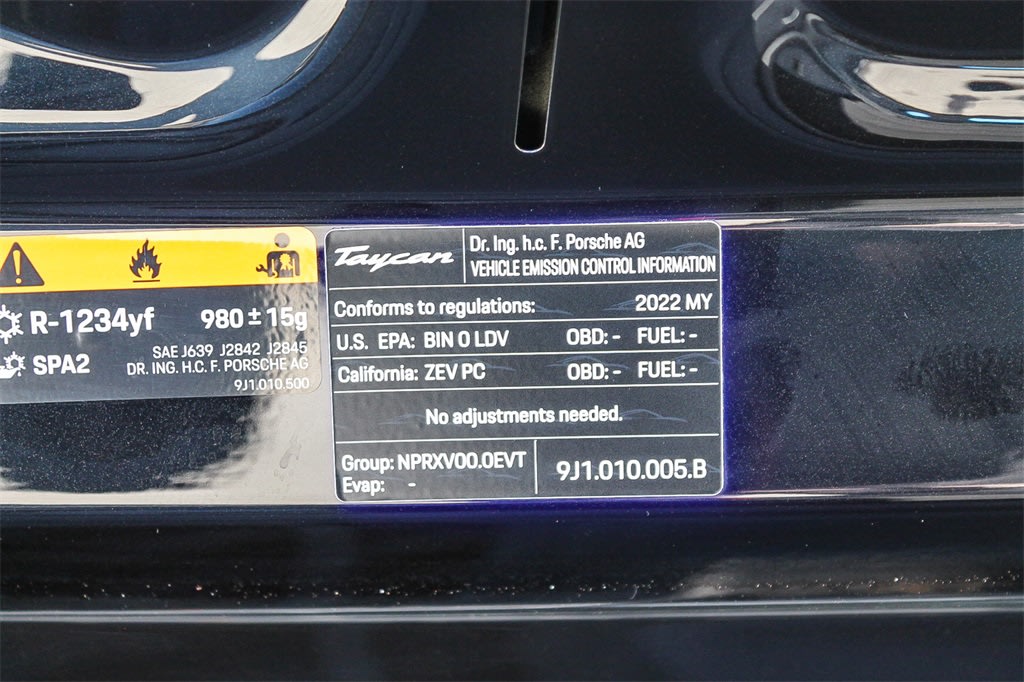 R-1234yf 980 ± 15g
SPA2
SAE J639 J2842 J2845
DR. ING. H.C. F. PORSCHE AG
9J1.010.500
Taycan
Dr. Ing. h.c. F. Porsche AG
VEHICLE EMISSION CONTROL INFORMATION
Conforms to regulations: 2022 MY
U.S. EPA: BIN 0 LDV OBD: - FUEL: -
California: ZEV PC OBD: - FUEL: -
No adjustments needed.
Group: NPRXV00.0EVT
Evap: -
9J1.010.005.B